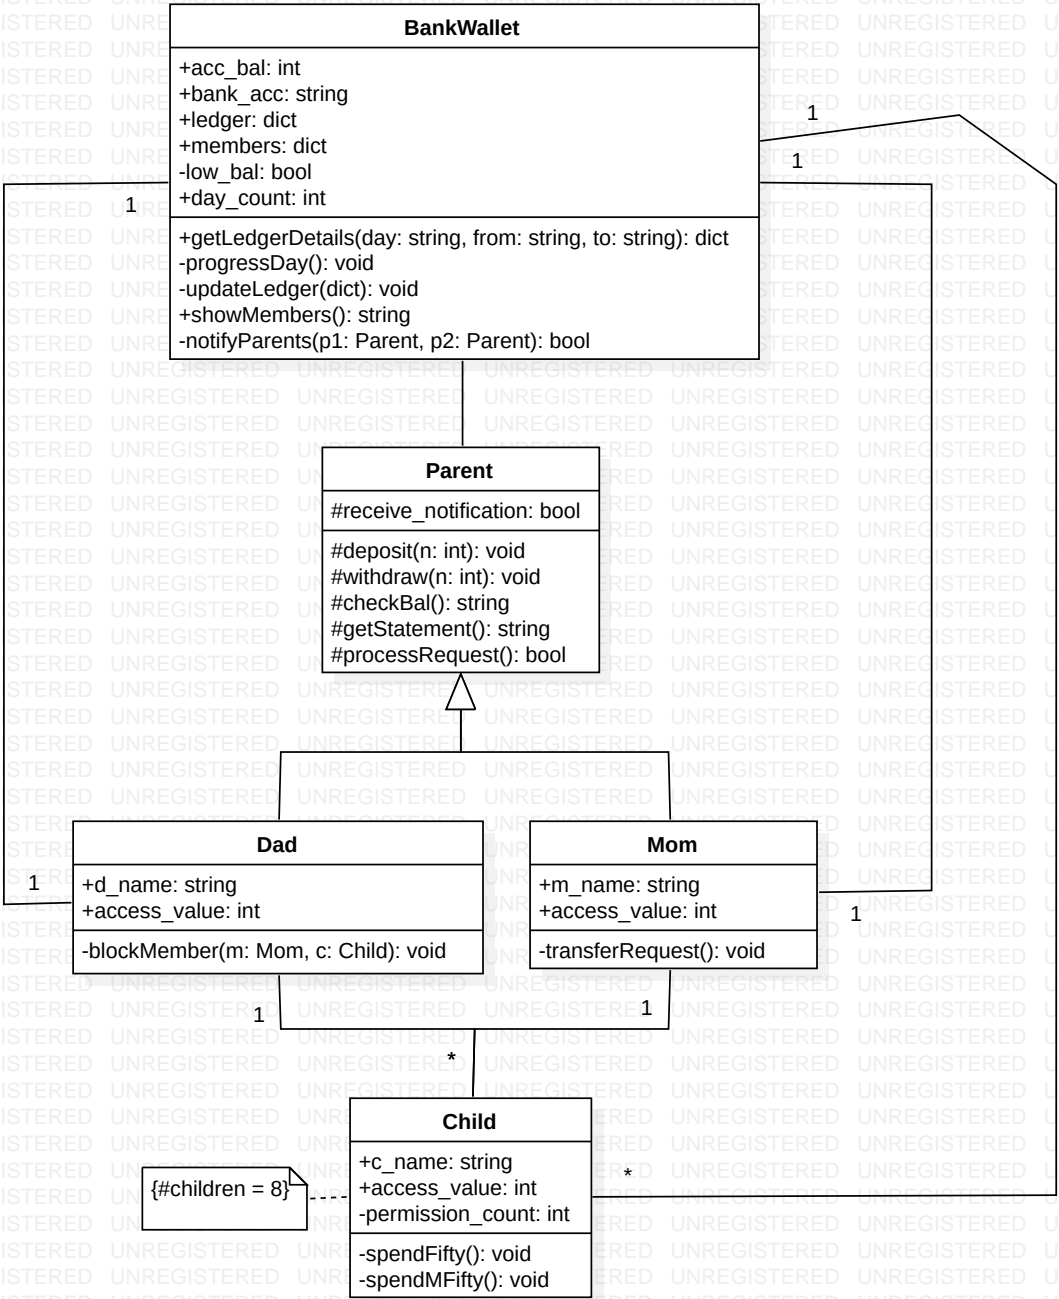 BankWallet
+acc_bal: int
+bank_acc: string
+ledger: dict
+members: dict
-low_bal: bool
+day_count: int
+getLedgerDetails(day: string, from: string, to: string): dict
-progressDay(): void
-updateLedger(dict): void
+showMembers(): string
-notifyParents(p1: Parent, p2: Parent): bool
1
1
1
Parent
#receive_notification: bool
#deposit(n: int): void
#withdraw(n: int): void
#checkBal(): string
#getStatement(): string
#processRequest(): bool
Dad
+d_name: string
+access_value: int
-blockMember(m: Mom, c: Child): void
1
Mom
+m_name: string
+access_value: int
-transferRequest(): void
1
1
1
*
Child
+c_name: string
+access_value: int
-permission_count: int
-spendFifty(): void
-spendMFifty(): void
*
{#children = 8}
UNREGISTERED